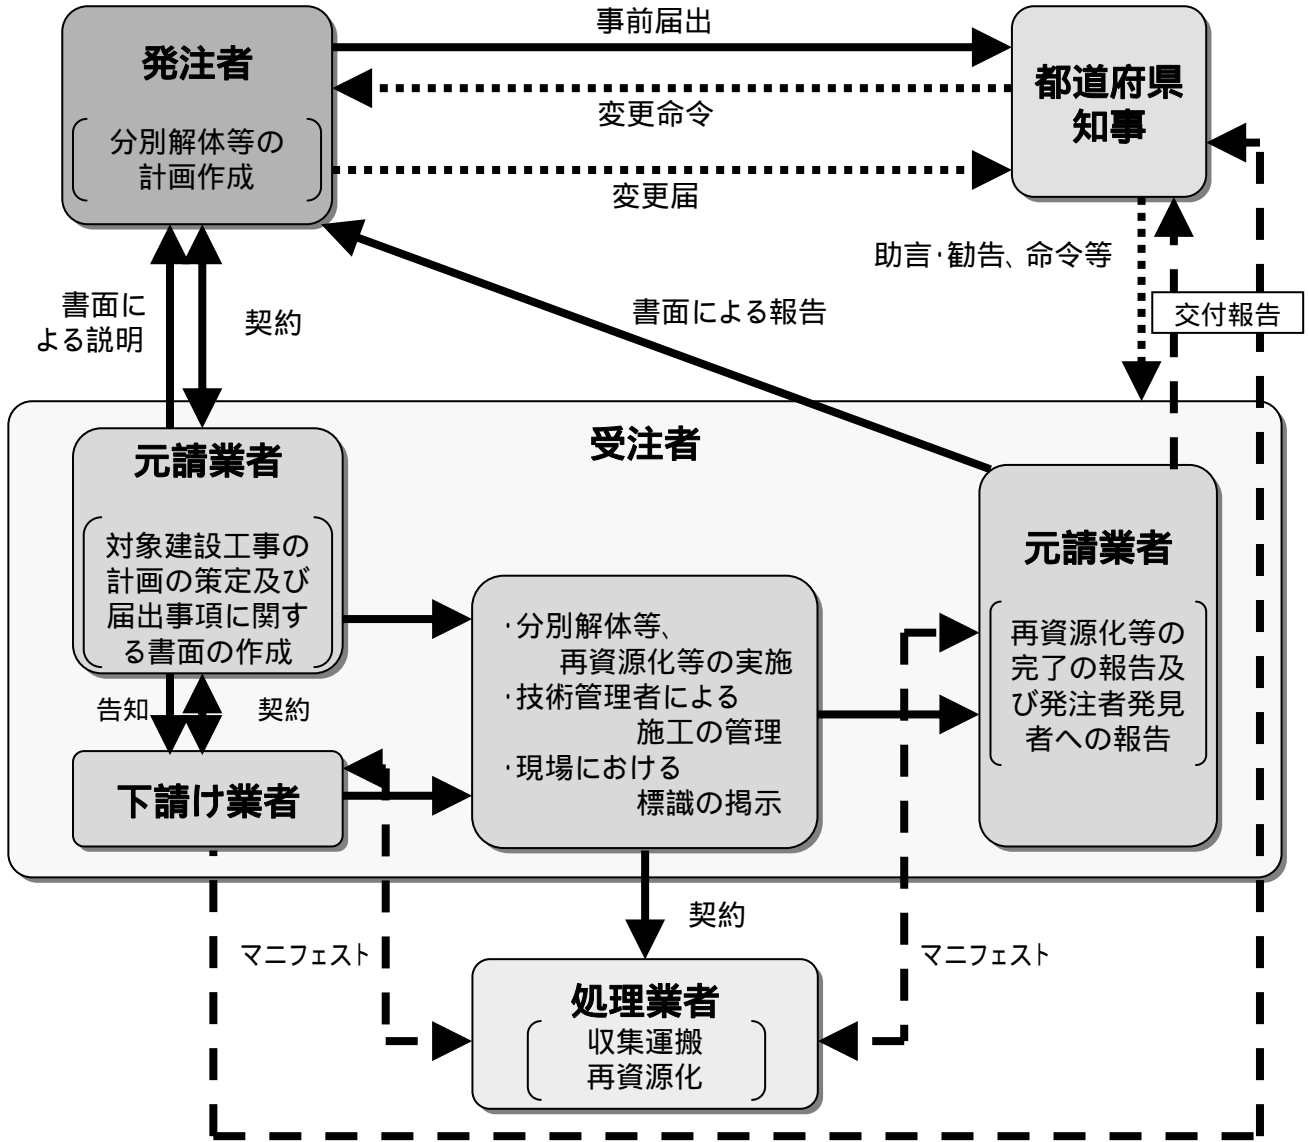 事前届出
発注者
都道府県
知事
変更命令
分別解体等の
計画作成
変更届
助言・勧告、命令等
書面に
よる説明
契約
書面による報告
交付報告
受注者
元請業者
対象建設工事の
計画の策定及び
届出事項に関す
る書面の作成
・分別解体等、
再資源化等の実施
・技術管理者による
施工の管理
・現場における
標識の掲示
元請業者
再資源化等の
完了の報告及
び発注者発見
者への報告
告知
契約
下請け業者
契約
マニフェスト
マニフェスト
処理業者
収集運搬
再資源化